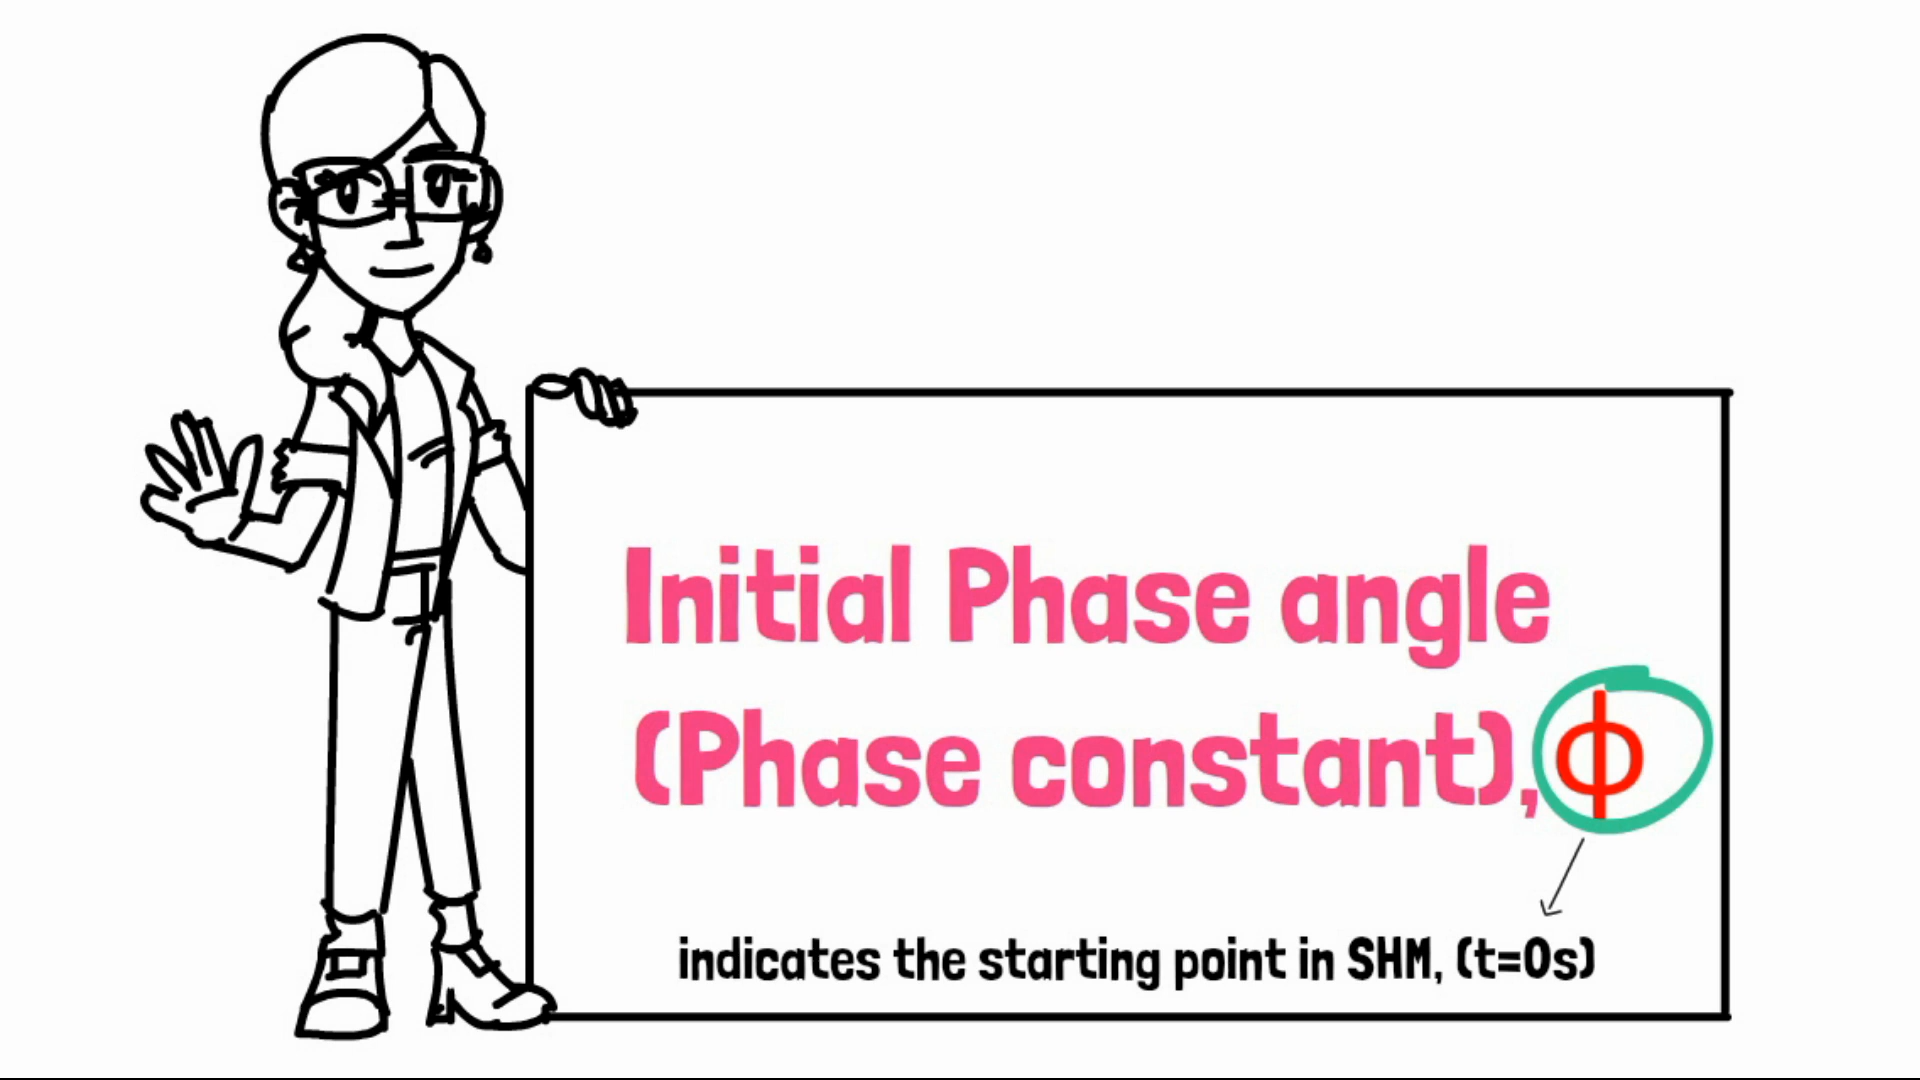 Initial Phase angle
(Phase constant),ϕ
indicates the starting point in SHM, (t=0s)